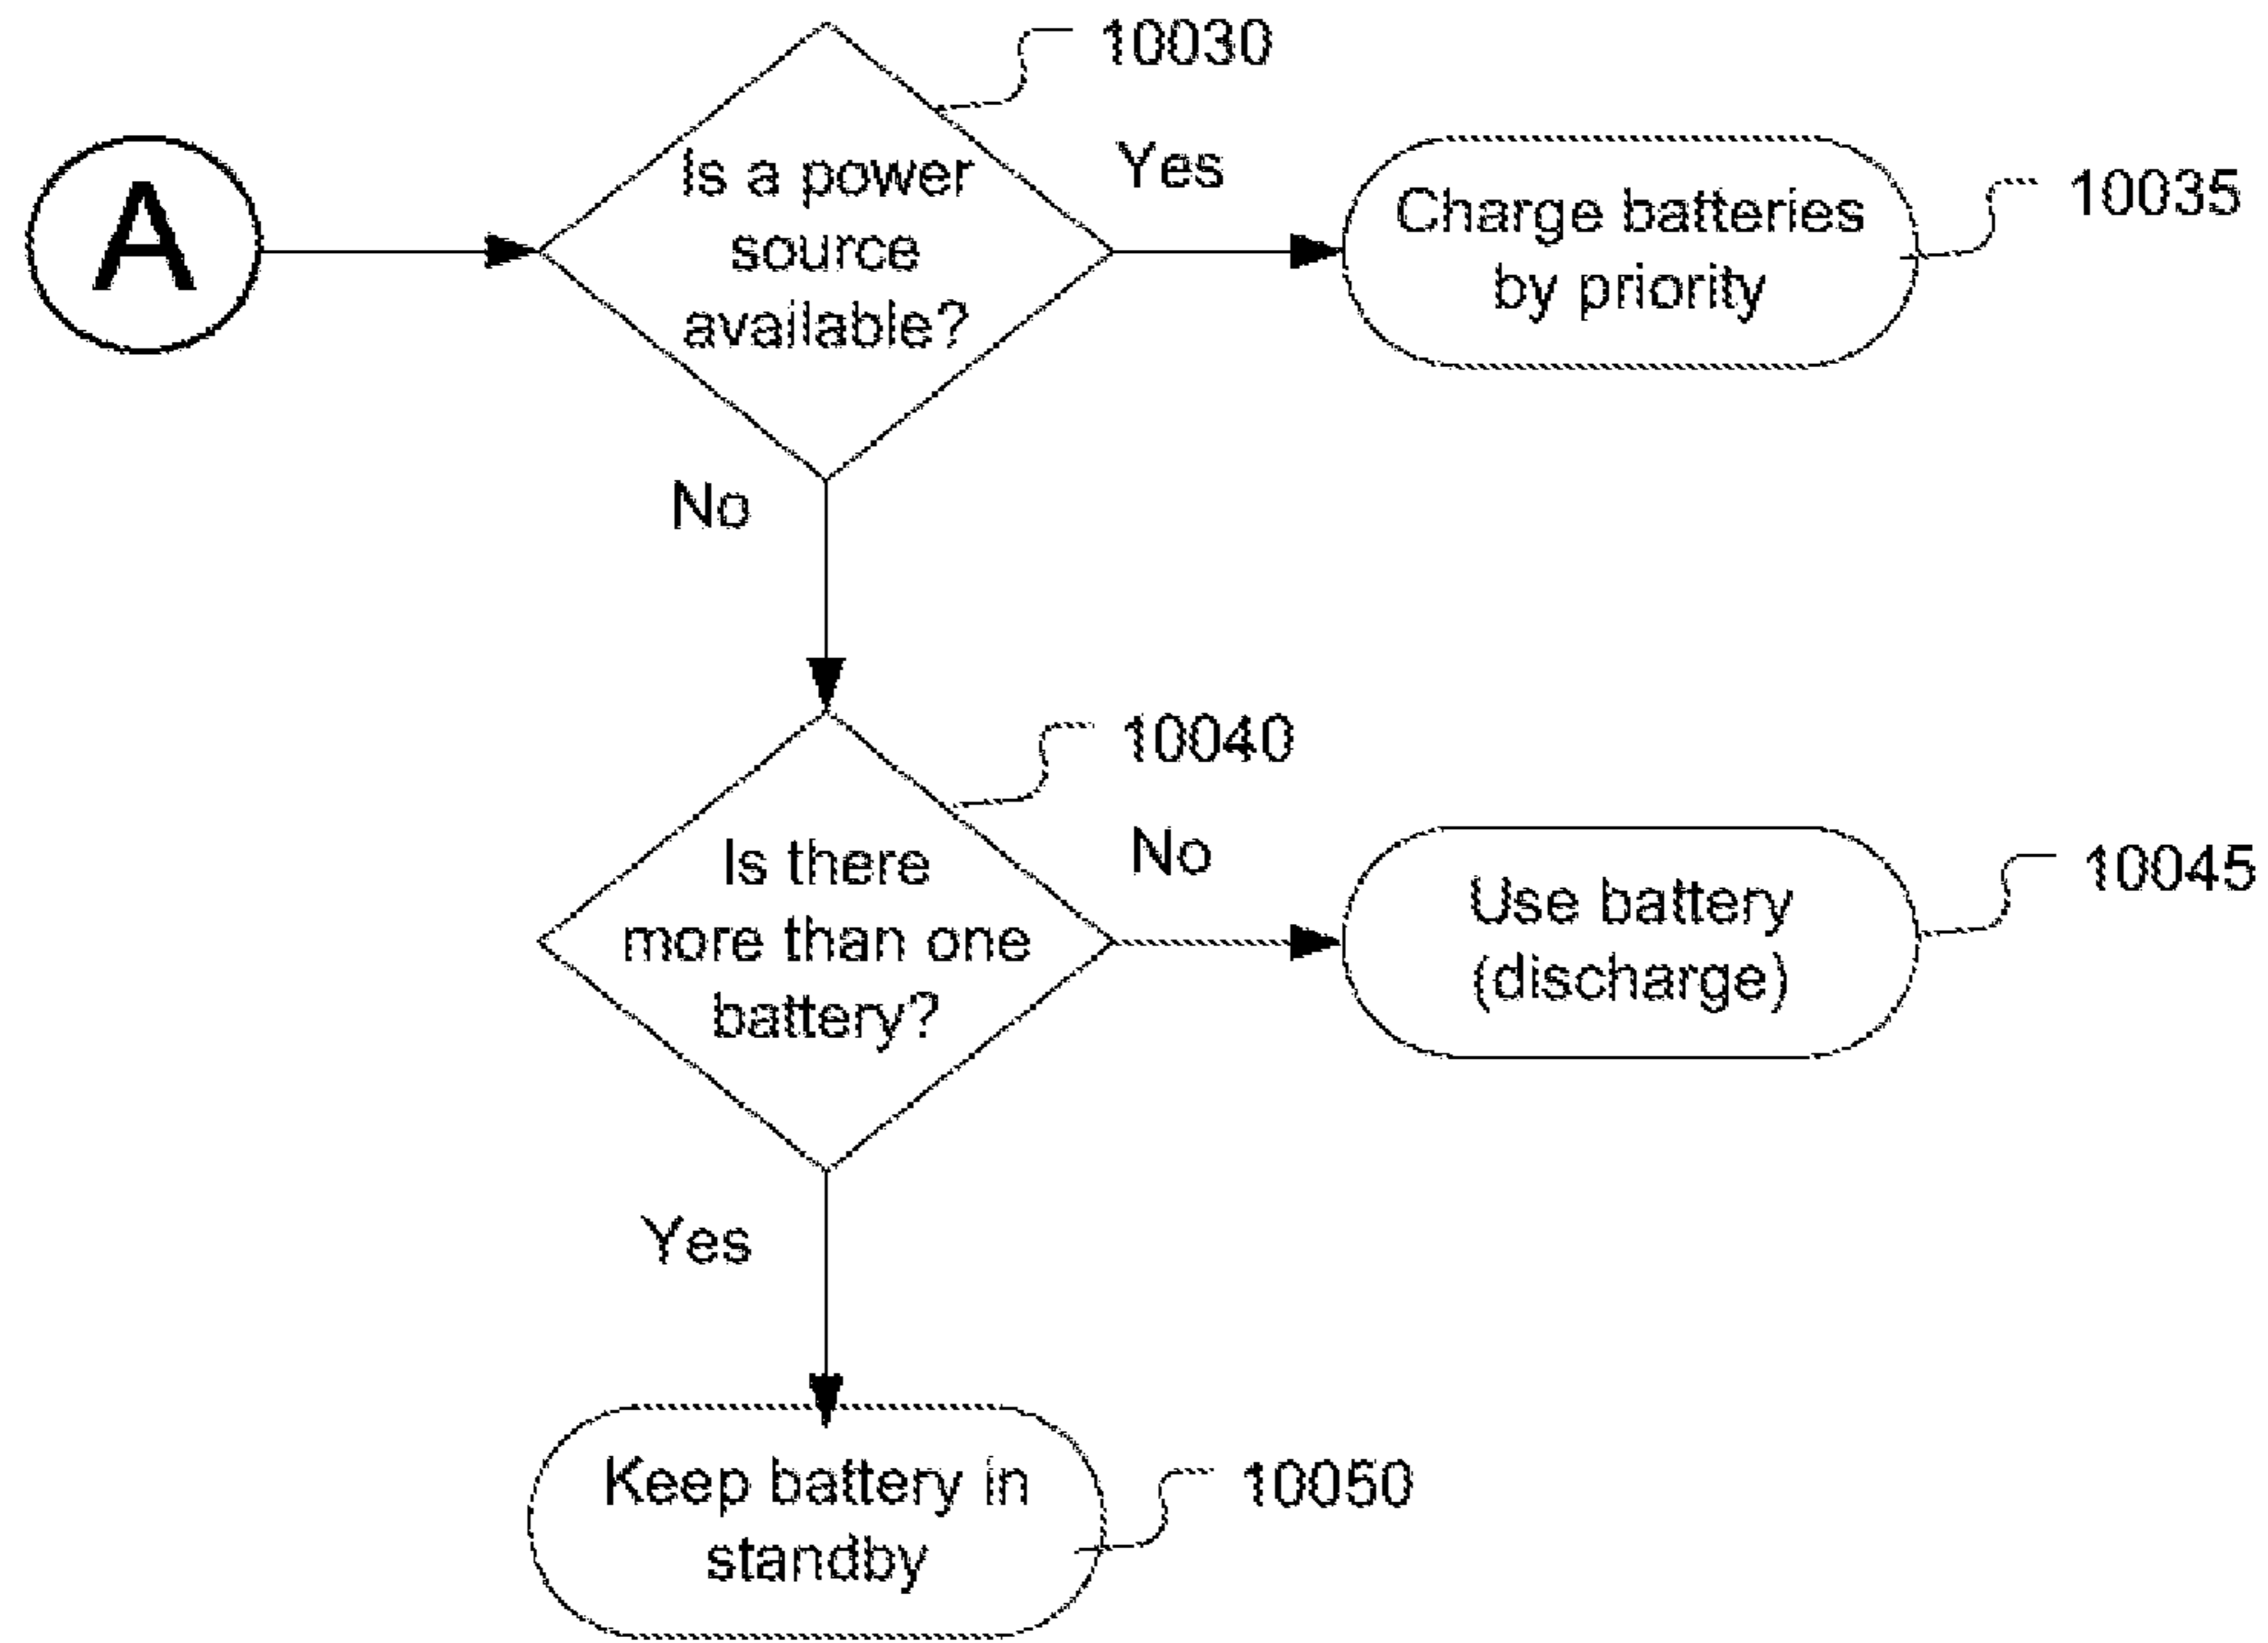 10030
A
Is a power
source
available?
Yes
Charge batteries
by priority
10035
No
10040
Is there
more than one
battery?
No
Use battery
(discharge)
10045
Yes
Keep battery in
standby
10050